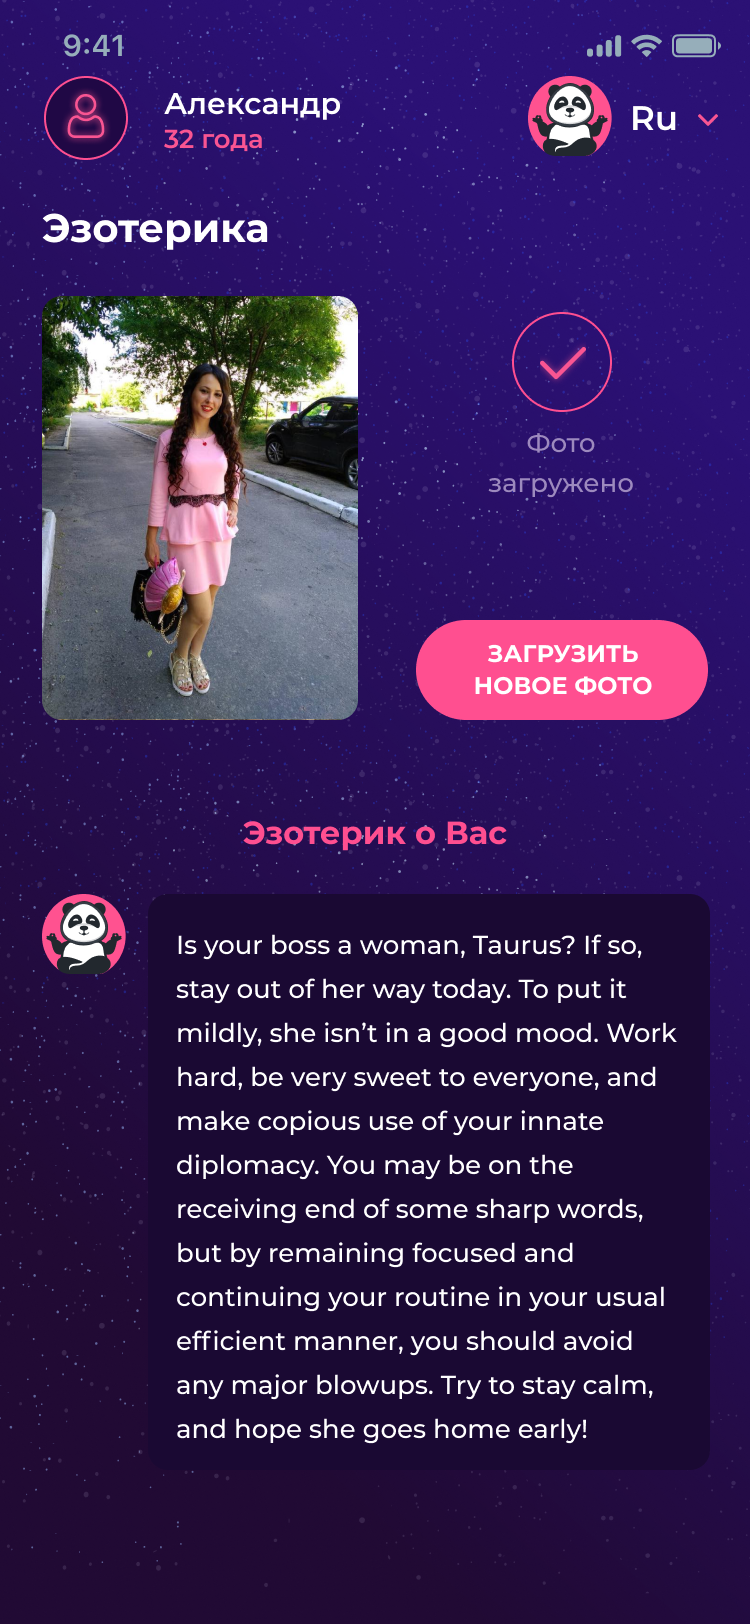 9:41
Александр
32 года
Ru
Эзотерика
Фото
загружено
ЗАГРУЗИТЬ
НОВОЕ ФОТО
Эзотерик о Вас
Is your boss a woman, Taurus? If so,
stay out of her way today. To put it
mildly, she isn’t in a good mood. Work
hard, be very sweet to everyone, and
make copious use of your innate
diplomacy. You may be on the
receiving end of some sharp words,
but by remaining focused and
continuing your routine in your usual
efficient manner, you should avoid
any major blowups. Try to stay calm,
and hope she goes home early!